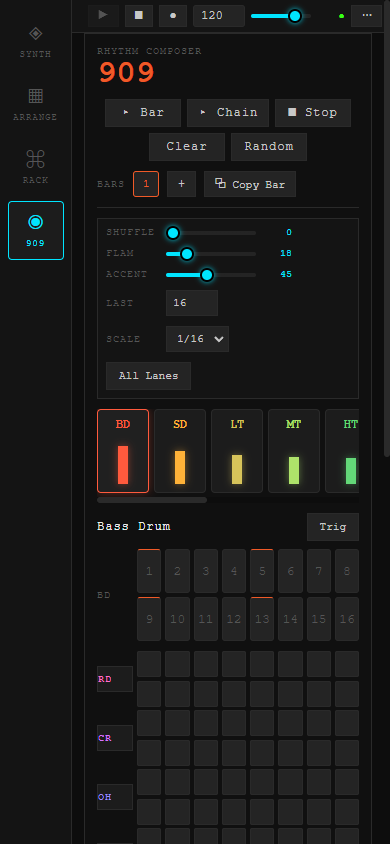 120
SYNTH
ARRANGE
RACK
909
RHYTHM COMPOSER
909
Bar
Chain
Stop
Clear
Random
BARS
1
+
Copy Bar
SHUFFLE 0
FLAM 18
ACCENT 45
LAST 16
SCALE 1/16
All Lanes
BD SD LT MT HT
Bass Drum
Trig
BD
1 2 3 4 5 6 7 8
9 10 11 12 13 14 15 16
RD
CR
OH